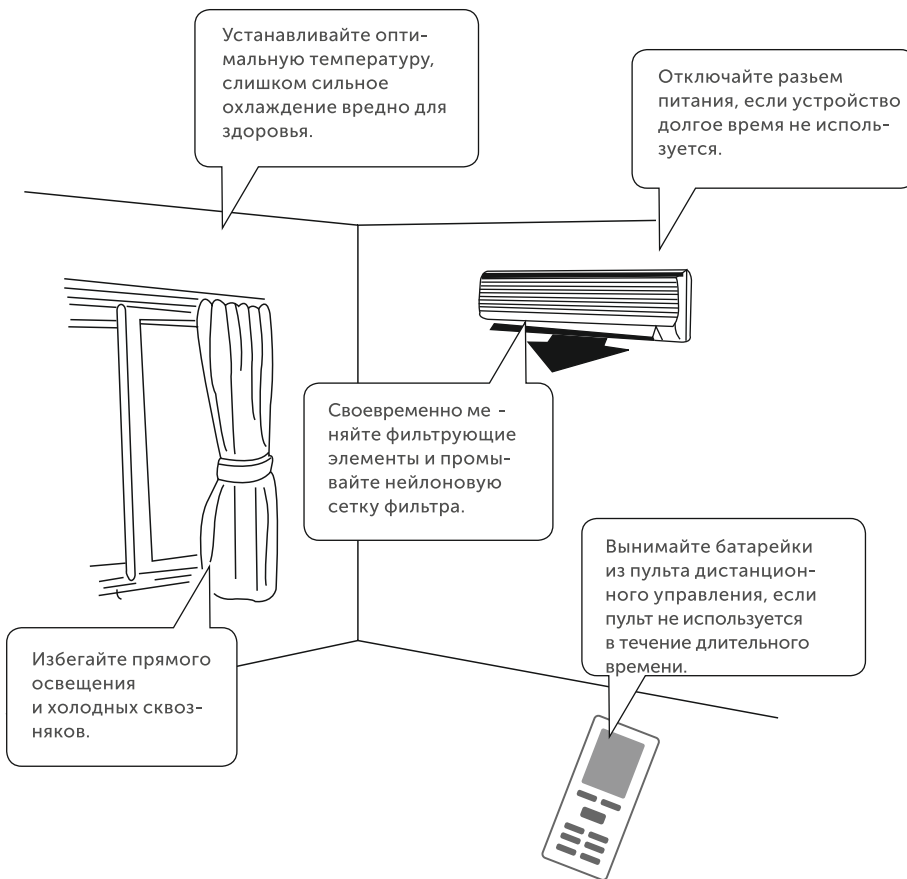 Устанавливайте опти-
мальную температуру,
слишком сильное
охлаждение вредно для
здоровья.
Отключайте разьем
питания, если устройство
долгое время не исполь-
зуется.
Своевременно ме -
няйте фильтрующие
элементы и промы-
вайте нейлоновую
сетку фильтра.
Вынимайте батарейки
из пульта дистанцион-
ного управления, если
пульт не используется
в течение длительного
времени.
Избегайте прямого
освещения
и холодных сквоз-
няков.